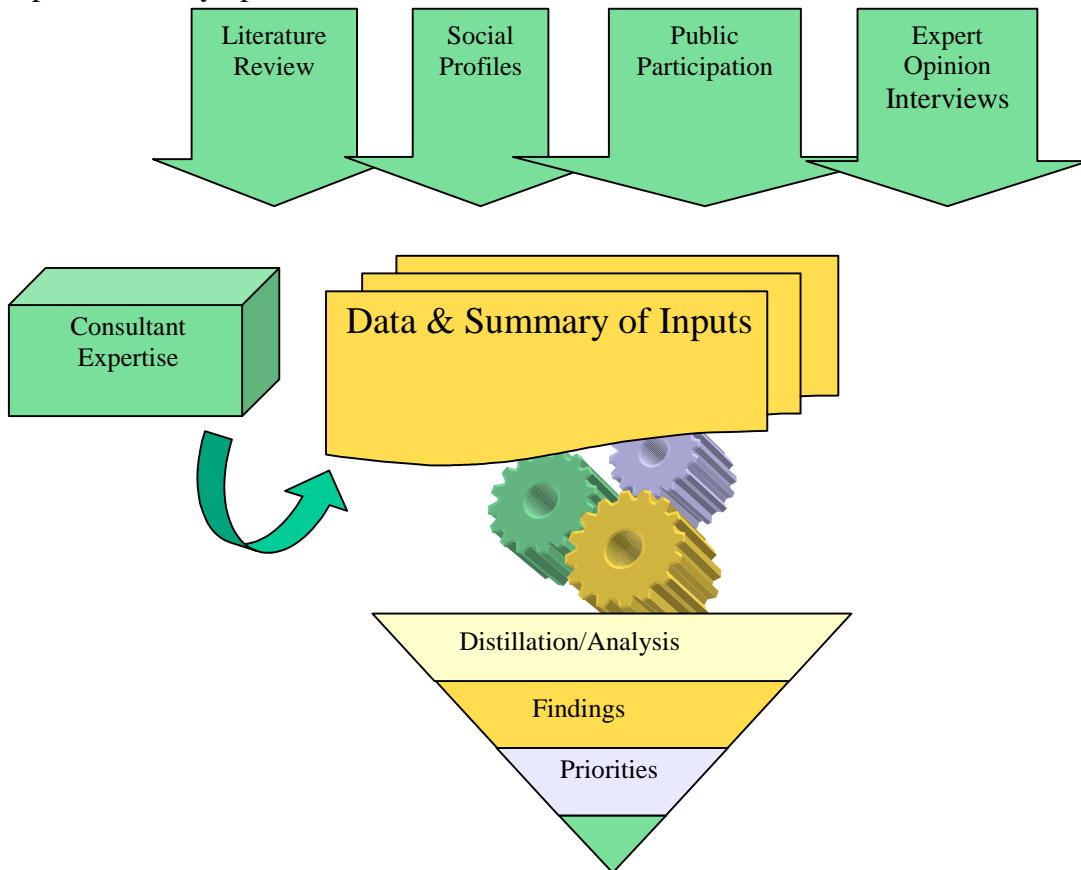 Literature
Review
Social
Profiles
Public
Participation
Expert
Opinion
Interviews
Consultant
Expertise
Data & Summary of Inputs
Distillation/Analysis
Findings
Priorities